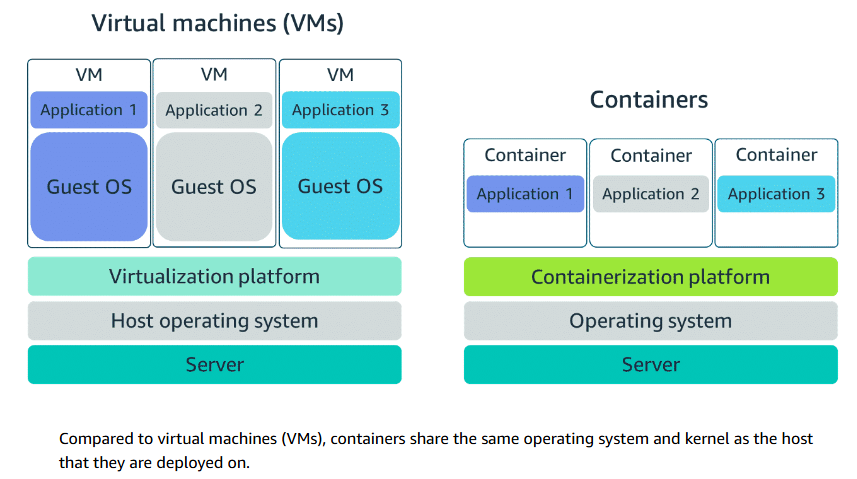 Virtual machines (VMs)
VM
VM
VM
Application 1
Application 2
Application 3
Guest OS
Guest OS
Guest OS
Virtualization platform
Host operating system
Server
Containers
Container
Container
Container
Application 1
Application 2
Application 3
Containerization platform
Operating system
Server
Compared to virtual machines (VMs), containers share the same operating system and kernel as the host
that they are deployed on.